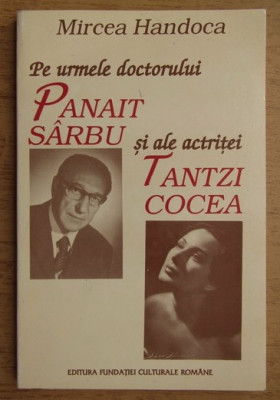 Mircea Handoca
Pe urmele doctorului
PANAIT
SÂRBU
și ale actriței
TANTZI
COCEA
EDITURA FUNDAȚIEI CULTURALE ROMÂNE